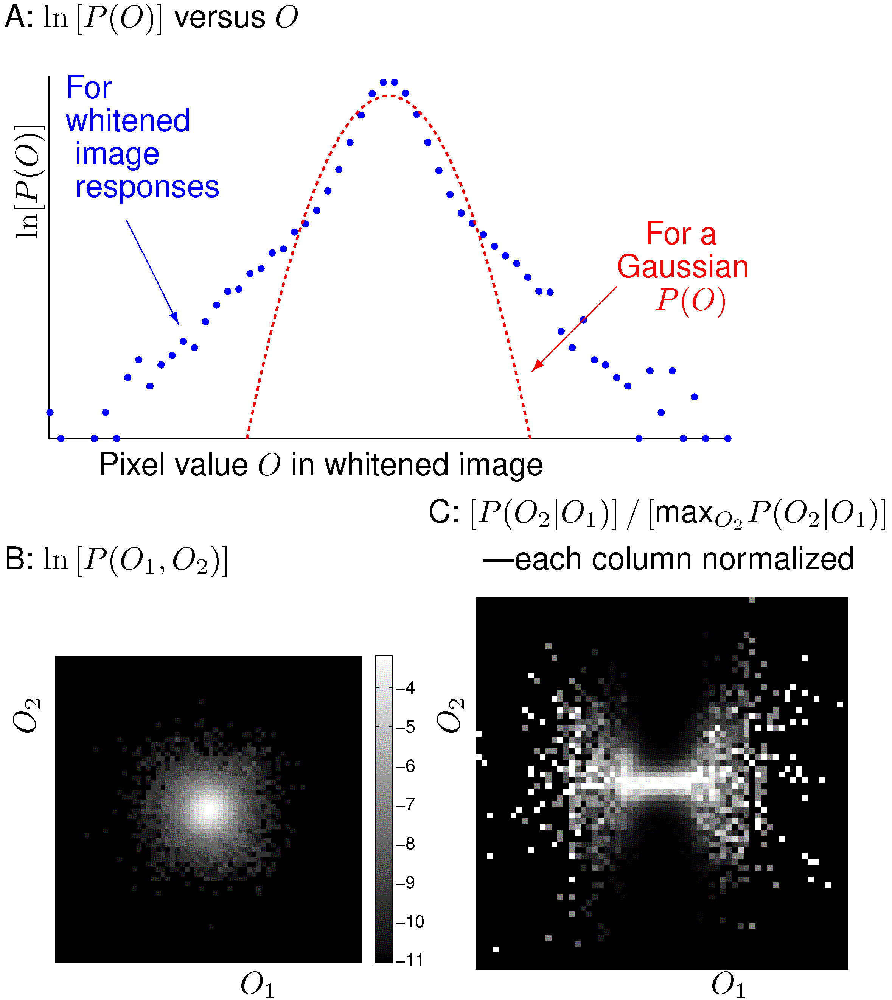 A: ln [P(O)] versus O
For
whitened
image
responses
ln[P(O)]
For a
Gaussian
P(O)
Pixel value O in whitened image
C: [P(O₂|O₁)] / [max_{O₂} P(O₂|O₁)]
—each column normalized
B: ln [P(O₁, O₂)]
O₂
−4
−5
−6
−7
−8
−9
−10
−11
O₁
O₂
O₁